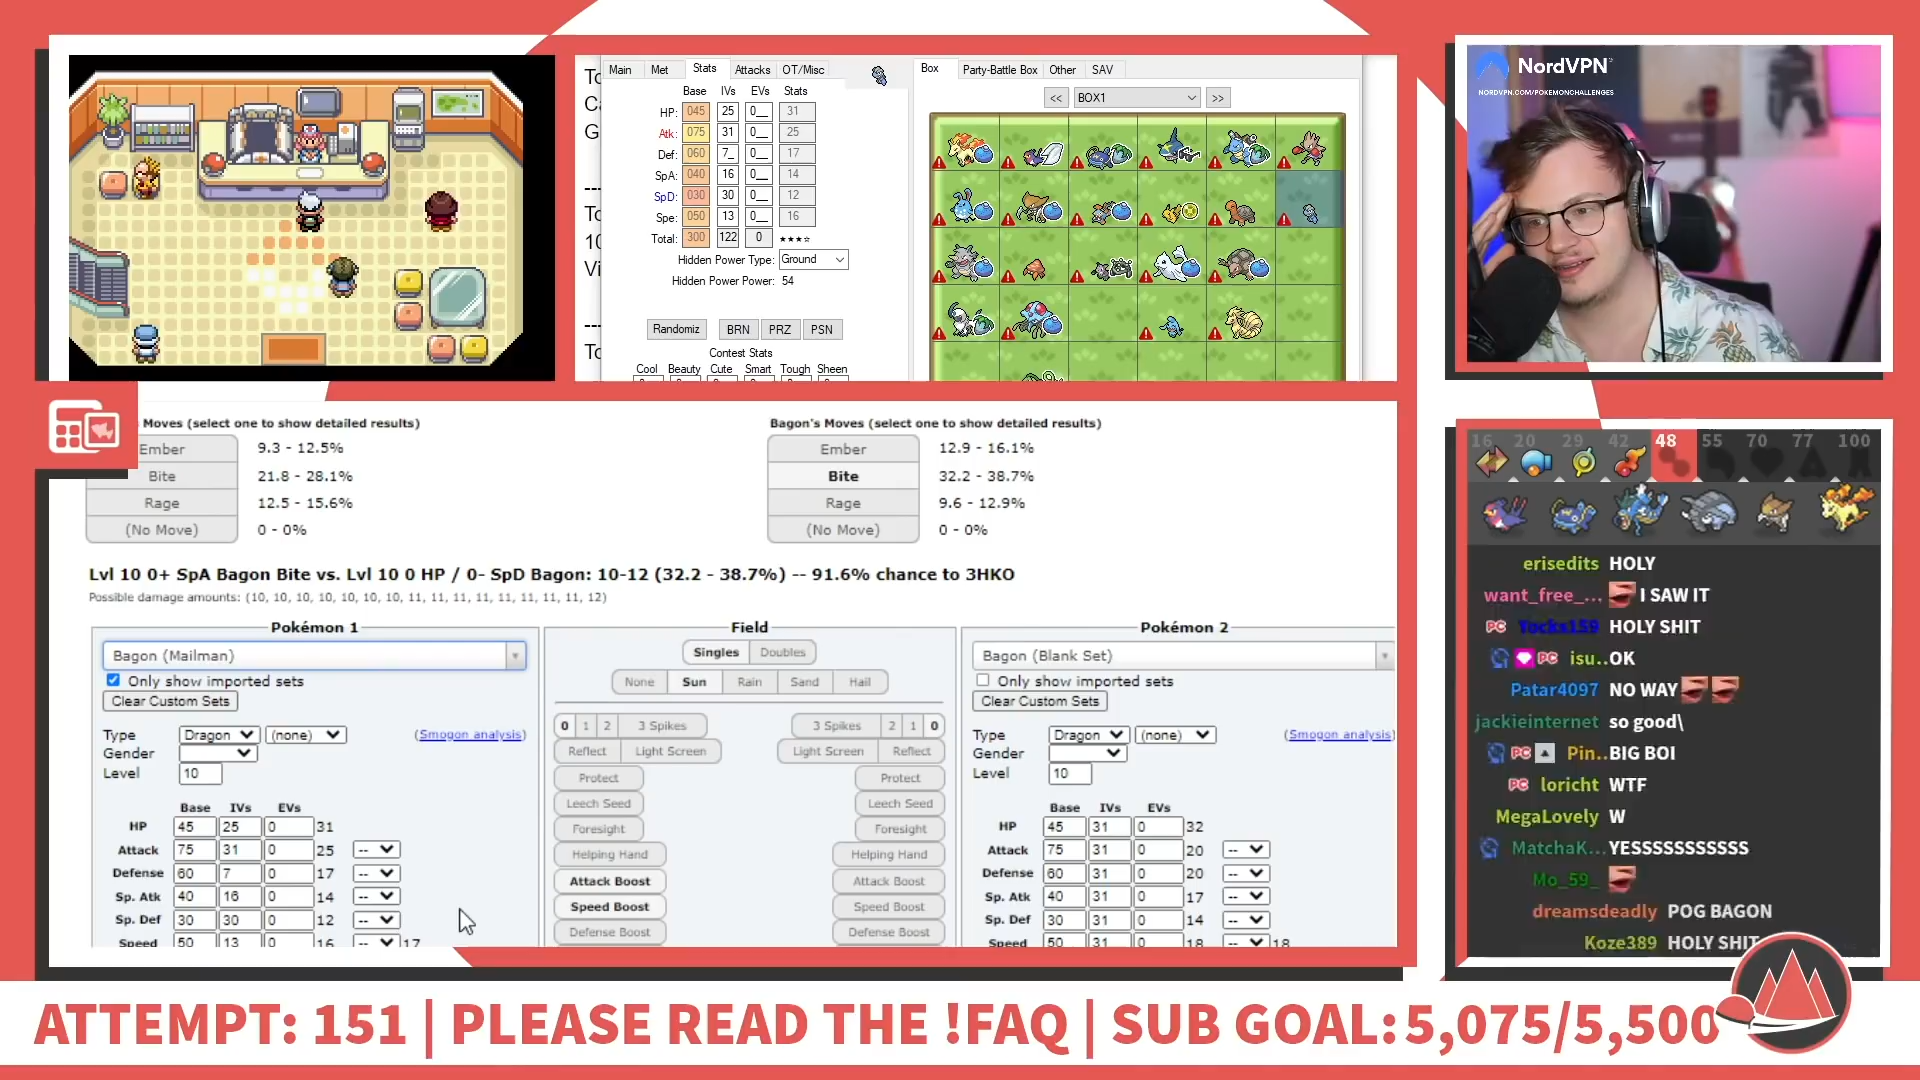 Main Met Stats Attacks OT/Misc
Base IVs EVs Stats
HP: 045 25 0__ 31
Atk: 075 31 0__ 25
Def: 060 7_ 0__ 17
SpA: 040 16 0__ 14
SpD: 030 30 0__ 12
Spe: 050 13 0__ 16
Total: 300 122 0 ★★★☆
Hidden Power Type: Ground
Hidden Power Power: 54
Randomiz BRN PRZ PSN
Contest Stats
Cool Beauty Cute Smart Tough Sheen
Box Party-Battle Box Other SAV
<< BOX1 >>
NordVPN
NORDVPN.COM/POKEMONCHALLENGES
Moves (select one to show detailed results)
Ember 9.3 - 12.5%
Bite 21.8 - 28.1%
Rage 12.5 - 15.6%
(No Move) 0 - 0%
Bagon's Moves (select one to show detailed results)
Ember 12.9 - 16.1%
Bite 32.2 - 38.7%
Rage 9.6 - 12.9%
(No Move) 0 - 0%
Lvl 10 0+ SpA Bagon Bite vs. Lvl 10 0 HP / 0- SpD Bagon: 10-12 (32.2 - 38.7%) -- 91.6% chance to 3HKO
Possible damage amounts: (10, 10, 10, 10, 10, 10, 10, 11, 11, 11, 11, 11, 11, 11, 11, 12)
Pokémon 1
Bagon (Mailman)
Only show imported sets
Clear Custom Sets
Type Dragon (none) (Smogon analysis)
Gender
Level 10
Base IVs EVs
HP 45 25 0 31
Attack 75 31 0 25 --
Defense 60 7 0 17 --
Sp. Atk 40 16 0 14 --
Sp. Def 30 30 0 12 --
Speed 50 13 0 16 -- 17
Field
Singles Doubles
None Sun Rain Sand Hail
0 1 2 3 Spikes 3 Spikes 2 1 0
Reflect Light Screen Light Screen Reflect
Protect Protect
Leech Seed Leech Seed
Foresight Foresight
Helping Hand Helping Hand
Attack Boost Attack Boost
Speed Boost Speed Boost
Defense Boost Defense Boost
Pokémon 2
Bagon (Blank Set)
Only show imported sets
Clear Custom Sets
Type Dragon (none) (Smogon analysis)
Gender
Level 10
Base IVs EVs
HP 45 31 0 32
Attack 75 31 0 20 --
Defense 60 31 0 20 --
Sp. Atk 40 31 0 17 --
Sp. Def 30 31 0 14 --
Speed 50 31 0 18 -- 18
16 20 29 42 48 55 70 77 100
erisedits HOLY
want_free_... I SAW IT
PC Yocks159 HOLY SHIT
PC isu.. OK
Patar4097 NO WAY
jackieinternet so good\
PC Pin.. BIG BOI
PC loricht WTF
MegaLovely W
MatchaK... YESSSSSSSSSSS
Mo_59_
dreamsdeadly POG BAGON
Koze389 HOLY SHIT
ATTEMPT: 151 | PLEASE READ THE !FAQ | SUB GOAL: 5,075/5,500